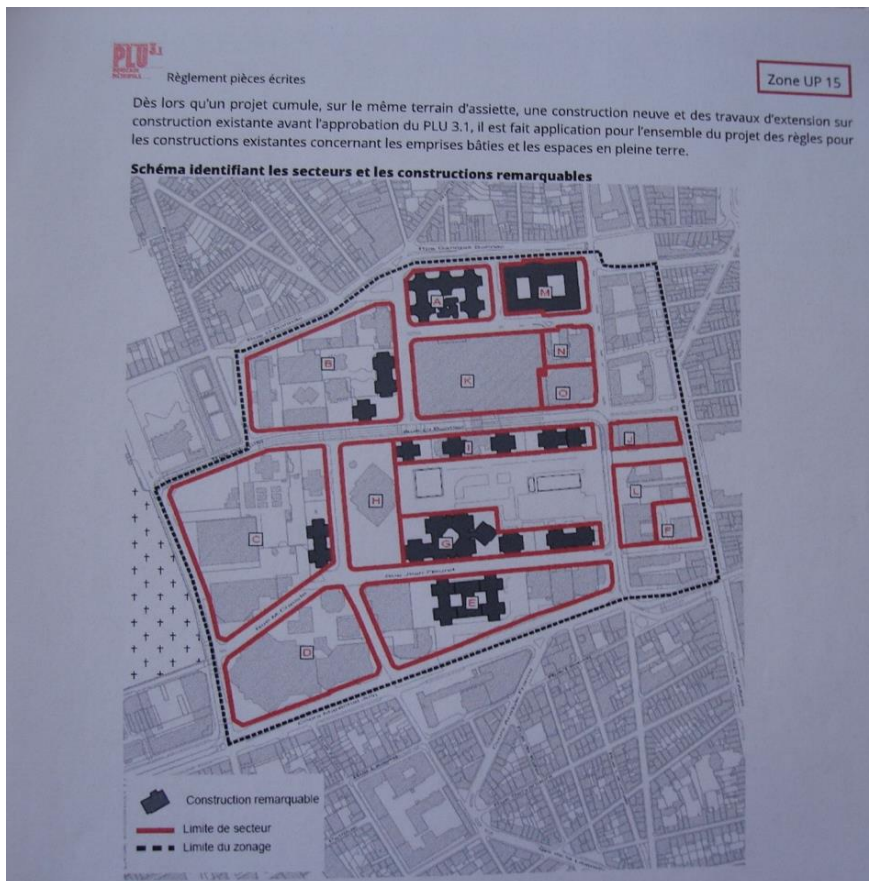 PLU 3.1
BORDEAUX
MÉTROPOLE
Règlement pièces écrites
Zone UP 15
Dès lors qu'un projet cumule, sur le même terrain d'assiette, une construction neuve et des travaux d'extension sur
construction existante avant l'approbation du PLU 3.1, il est fait application pour l'ensemble du projet des règles pour
les constructions existantes concernant les emprises bâties et les espaces en pleine terre.
Schéma identifiant les secteurs et les constructions remarquables
A
M
B
N
K
O
J
I
H
L
C
G
P
E
D
Construction remarquable
Limite de secteur
Limite du zonage